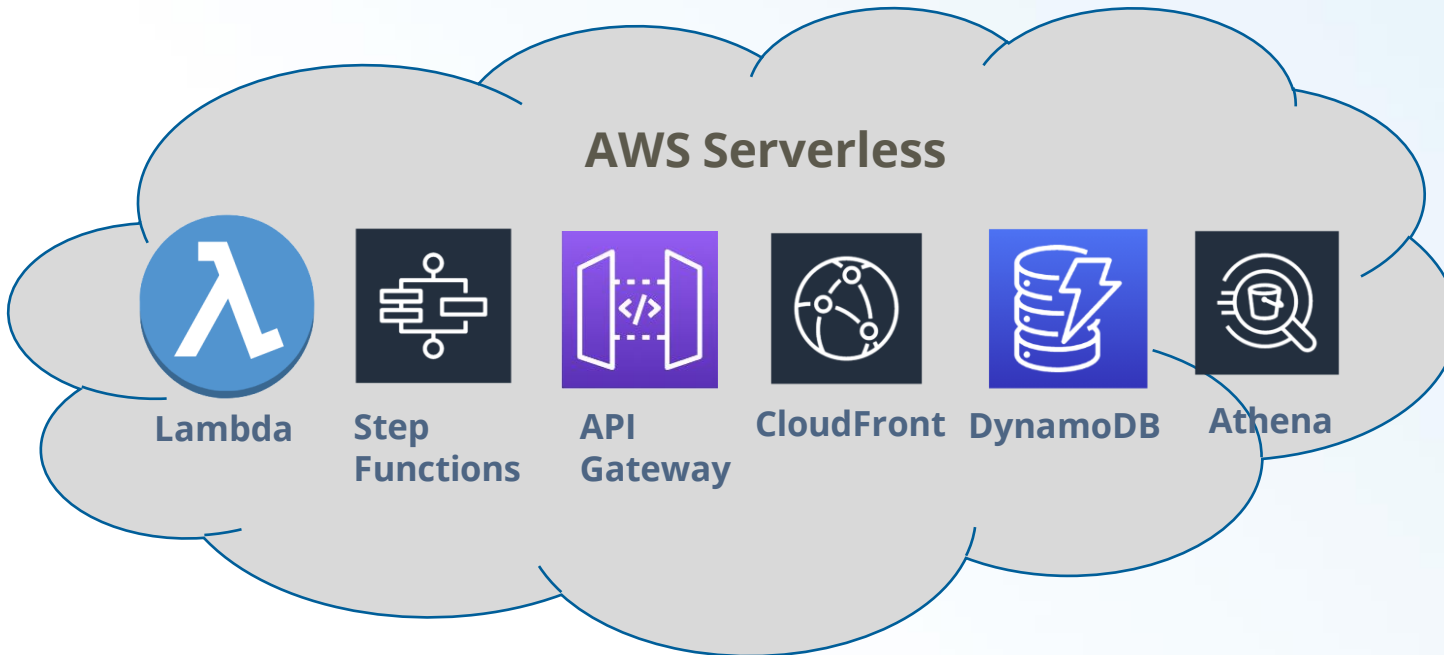 AWS Serverless
Lambda
Step
Functions
API
Gateway
CloudFront
DynamoDB
Athena